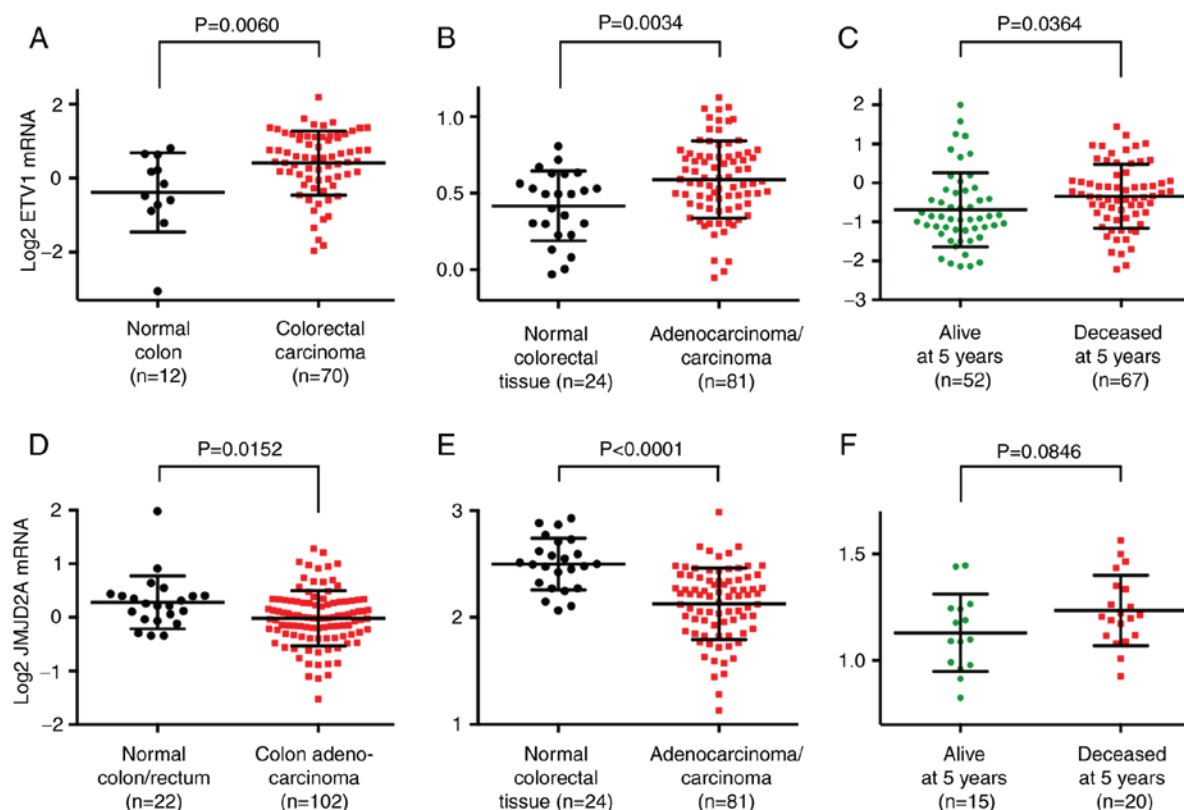 A
P=0.0060
Log2 ETV1 mRNA
2
0
−2
Normal
colon
(n=12)
Colorectal
carcinoma
(n=70)
B
P=0.0034
1.0
0.5
0.0
Normal
colorectal
tissue (n=24)
Adenocarcinoma/
carcinoma
(n=81)
C
P=0.0364
2
1
0
−1
−2
−3
Alive
at 5 years
(n=52)
Deceased
at 5 years
(n=67)
D
P=0.0152
Log2 JMJD2A mRNA
2
1
0
−1
−2
Normal
colon/rectum
(n=22)
Colon adeno-
carcinoma
(n=102)
E
P<0.0001
3
2
1
Normal
colorectal
tissue (n=24)
Adenocarcinoma/
carcinoma
(n=81)
F
P=0.0846
1.5
1.0
Alive
at 5 years
(n=15)
Deceased
at 5 years
(n=20)